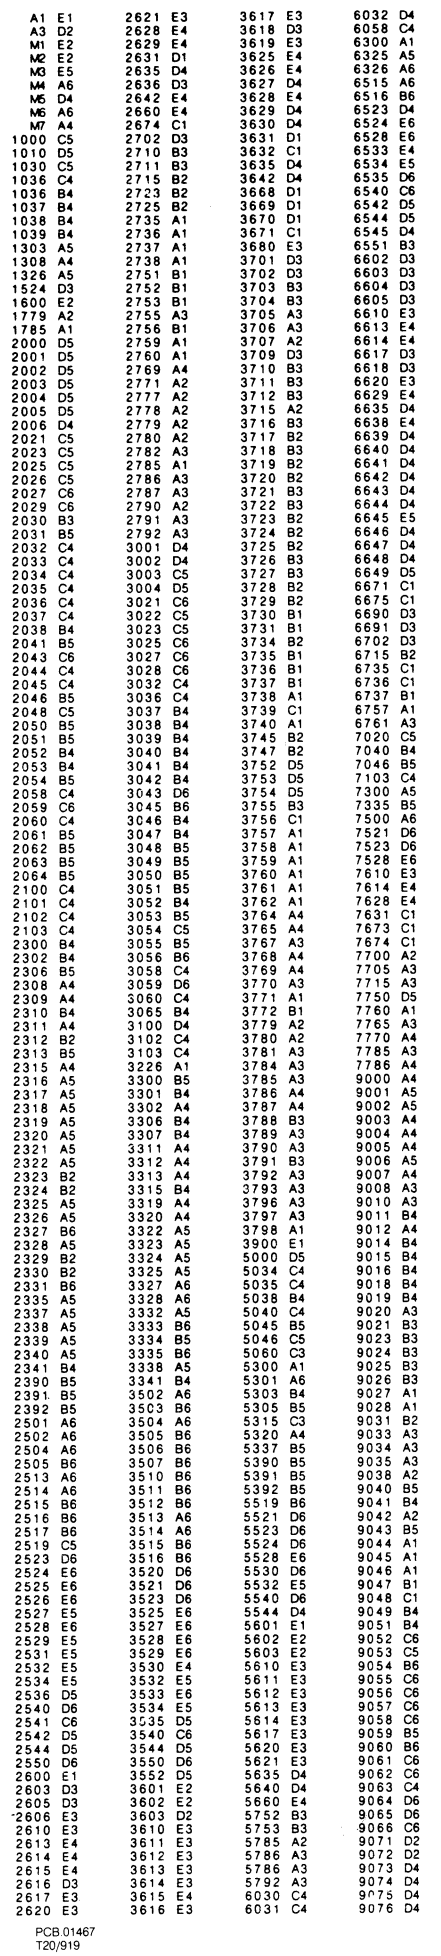 A1 E1
A3 D2
M1 E2
M2 E2
M3 E5
M4 A6
M5 D4
M6 A6
M7 A4
1000 C5
1010 D5
1030 C5
1036 C4
1036 B4
1037 B4
1038 B4
1039 B4
1303 A5
1308 A4
1326 A5
1524 D3
1600 E2
1779 A2
1785 A1
2000 D5
2001 D5
2002 D5
2003 D5
2004 D5
2005 D5
2006 D4
2021 C5
2023 C5
2025 C5
2026 C5
2027 C6
2029 C6
2030 B3
2031 B5
2032 C4
2033 C4
2034 C4
2035 C4
2036 C4
2037 C4
2038 B4
2041 B5
2043 C6
2044 C4
2045 C4
2046 B5
2048 C5
2050 B5
2051 B5
2052 B4
2053 B4
2054 B5
2058 C4
2059 C6
2060 C4
2061 B5
2062 B5
2063 B5
2064 B5
2100 C4
2101 C4
2102 C4
2103 C4
2300 B4
2302 B4
2306 B5
2308 A4
2309 A4
2310 B4
2311 A4
2312 B2
2313 B5
2315 A4
2316 A5
2317 A5
2318 A5
2319 A5
2320 A5
2321 A5
2322 A5
2323 B2
2324 B2
2325 A5
2326 A5
2327 B6
2328 A5
2329 B2
2330 B2
2331 B6
2335 A5
2337 A5
2338 A5
2339 A5
2340 A5
2341 B4
2390 B5
2391 B5
2392 B5
2501 A6
2502 A6
2504 A6
2505 B6
2513 A6
2514 A6
2515 B6
2516 B6
2517 B6
2519 C5
2523 D6
2524 E6
2525 E6
2526 E6
2527 E5
2528 E6
2529 E5
2531 E5
2532 E5
2534 E5
2536 D5
2540 D6
2541 C6
2542 D5
2544 D5
2550 D6
2600 E1
2603 D3
2605 D3
2606 E3
2610 E3
2613 E4
2614 E4
2615 E4
2616 D3
2617 E3
2620 E3
2621 E3
2628 E4
2629 E4
2631 D1
2635 D4
2636 D3
2642 E4
2660 E4
2674 C1
2702 D3
2710 B3
2711 B3
2715 B2
2723 B2
2725 B2
2735 A1
2736 A1
2737 A1
2738 A1
2751 B1
2752 B1
2753 B1
2755 A3
2756 B1
2759 A1
2760 A1
2769 A4
2771 A2
2777 A2
2778 A2
2779 A2
2780 A2
2782 A3
2785 A1
2786 A3
2787 A3
2790 A2
2791 A3
2792 A3
3001 D4
3002 D4
3003 C5
3004 D5
3021 C6
3022 C5
3023 C5
3025 C6
3027 C6
3028 C6
3032 C4
3036 C4
3037 B4
3038 B4
3039 B4
3040 B4
3041 B4
3042 B4
3043 D6
3045 B6
3046 B4
3047 B4
3048 B5
3049 B5
3050 B5
3051 B5
3052 B4
3053 B5
3054 C5
3055 B5
3056 B6
3058 C4
3059 D6
3060 C4
3065 B4
3100 D4
3102 C4
3103 C4
3226 A1
3300 B5
3301 B4
3302 A4
3306 B4
3307 B4
3311 A4
3312 A4
3313 A4
3315 B4
3319 A4
3320 A4
3322 A5
3323 A5
3324 A5
3325 A5
3327 A6
3328 A6
3332 A5
3333 B6
3334 B5
3335 B6
3338 A5
3341 B4
3502 A6
3503 B6
3504 A6
3505 A6
3506 B6
3507 B6
3510 B6
3511 B6
3512 B6
3513 A6
3514 A6
3515 B6
3516 B6
3520 D6
3521 D6
3523 D6
3525 E6
3527 E6
3528 E6
3529 E6
3530 E4
3532 E5
3533 E6
3534 E5
3535 D5
3540 C6
3544 D5
3550 D6
3552 D5
3601 E2
3602 E2
3603 D2
3610 E3
3611 E3
3612 E3
3614 E3
3615 E4
3616 E3
3617 E3
3618 D3
3619 E3
3625 E4
3626 E4
3627 D4
3628 E4
3629 D4
3630 D4
3631 D1
3632 C1
3635 D4
3642 D4
3668 D1
3669 D1
3670 D1
3671 C1
3680 E3
3701 D3
3702 D3
3703 B3
3704 B3
3705 A3
3706 A3
3707 A2
3709 D3
3710 B3
3711 B3
3712 B3
3715 A2
3716 B3
3717 B2
3718 B3
3719 B2
3720 B2
3721 B3
3722 B3
3723 B2
3724 B2
3725 B2
3726 B3
3727 B3
3728 B2
3729 B2
3730 B1
3731 B1
3734 B2
3735 B1
3736 B1
3737 B1
3738 A1
3739 C1
3740 A1
3745 B2
3747 B2
3752 D5
3753 D5
3754 D5
3755 B3
3756 C1
3757 A1
3758 A1
3759 A1
3760 A1
3761 A1
3762 A1
3764 A4
3765 A4
3767 A3
3768 A4
3769 A4
3770 A3
3771 A1
3772 B1
3779 A2
3780 A2
3781 A3
3784 A3
3785 A3
3786 A4
3787 A4
3788 B3
3789 A3
3790 A3
3791 B3
3792 A3
3793 A3
3796 A3
3797 A3
3798 A1
3900 E1
5000 D5
5034 C4
5035 C4
5038 B4
5040 C4
5045 B5
5046 C5
5060 C3
5300 A1
5301 A6
5303 B4
5305 B5
5315 C3
5320 A4
5337 B5
5390 B5
5391 B5
5392 B5
5519 B6
5521 D6
5523 D6
5528 E6
5530 D6
5532 E5
5540 D6
5544 D4
5601 E1
5602 E2
5603 E2
5610 E3
5611 E3
5612 E3
5613 E3
5614 E3
5617 E3
5620 E3
5621 E3
5635 D4
5640 D4
5660 E4
5752 B3
5753 B3
5785 A2
5786 A3
5786 A3
5792 A3
6030 C4
6031 C4
6032 D4
6058 C4
6300 A1
6325 A5
6326 A6
6515 A6
6516 B6
6523 D4
6524 E6
6528 E6
6533 E4
6534 E5
6535 D6
6540 C6
6542 D5
6544 D5
6545 D4
6551 B3
6602 D3
6603 D3
6604 D3
6605 D3
6610 E3
6613 E4
6614 E4
6617 D3
6618 D3
6620 E3
6629 E4
6635 D4
6638 E4
6639 D4
6640 D4
6641 D4
6642 D4
6643 D4
6644 D4
6645 E5
6646 D4
6647 D4
6648 D4
6649 D5
6671 C1
6675 C1
6690 D3
6691 D3
6702 D3
6715 B2
6735 C1
6736 C1
6737 B1
6757 A1
6761 A3
7020 C5
7040 B4
7046 B5
7103 C4
7300 A5
7335 B5
7500 A6
7521 D6
7523 D6
7528 E6
7610 E3
7614 E4
7628 E4
7631 C1
7673 C1
7674 C1
7700 A2
7705 A3
7715 A3
7750 D5
7760 A1
7765 A3
7770 A4
7785 A3
7786 A4
9000 A4
9001 A5
9002 A5
9003 A4
9004 A4
9005 A4
9006 A5
9007 A4
9008 A3
9010 A3
9011 B4
9012 A4
9014 B4
9015 B4
9016 B4
9018 B4
9019 B4
9020 A3
9021 B3
9023 B3
9024 B3
9025 B3
9026 B3
9027 A1
9028 A1
9031 B2
9033 A3
9034 A3
9035 A3
9038 A2
9040 B5
9041 B4
9042 A2
9043 B5
9044 A1
9045 A1
9046 A1
9047 B1
9048 C1
9049 B4
9051 B4
9052 C6
9053 C5
9054 B6
9055 C6
9056 C6
9057 C6
9058 C6
9059 B5
9060 B6
9061 C6
9062 C6
9063 C4
9064 D6
9065 D6
9066 C6
9071 D2
9072 D2
9073 D4
9074 D4
9075 D4
9076 D4
PCB.01467
T20/919